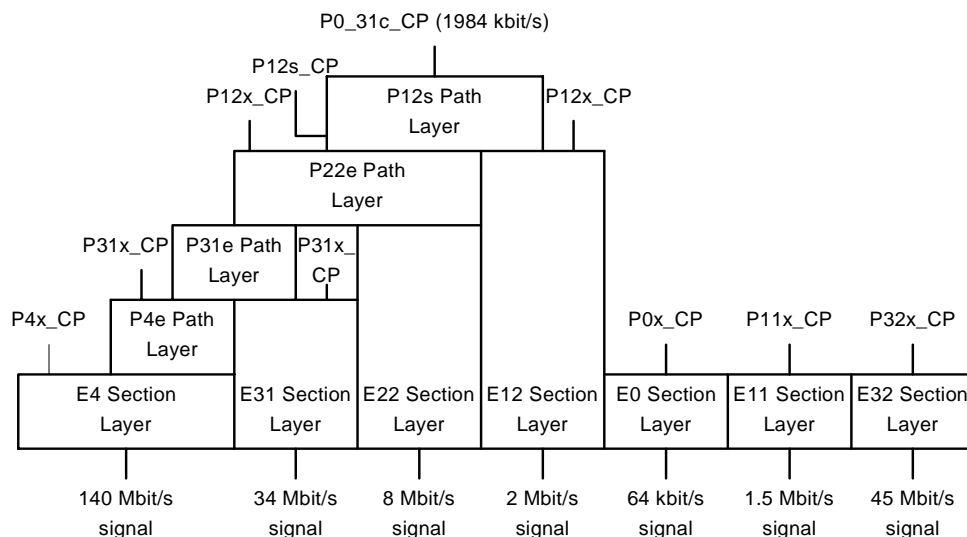 P0_31c_CP (1984 kbit/s)
P12s_CP
P12x_CP
P12s Path
Layer
P12x_CP
P22e Path
Layer
P31x_CP
P31e Path
Layer
P31x_
CP
P4x_CP
P4e Path
Layer
P0x_CP
P11x_CP
P32x_CP
E4 Section
Layer
E31 Section
Layer
E22 Section
Layer
E12 Section
Layer
E0 Section
Layer
E11 Section
Layer
E32 Section
Layer
140 Mbit/s
signal
34 Mbit/s
signal
8 Mbit/s
signal
2 Mbit/s
signal
64 kbit/s
signal
1.5 Mbit/s
signal
45 Mbit/s
signal